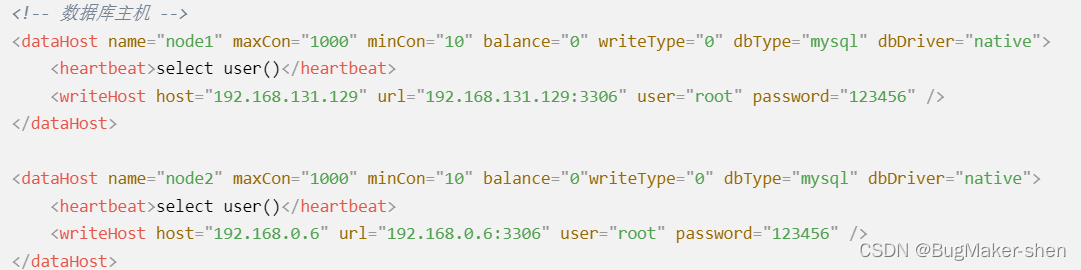 <!-- 数据库主机 -->
<dataHost name="node1" maxCon="1000" minCon="10" balance="0" writeType="0" dbType="mysql" dbDriver="native">
    <heartbeat>select user()</heartbeat>
    <writeHost host="192.168.131.129" url="192.168.131.129:3306" user="root" password="123456" />
</dataHost>
<dataHost name="node2" maxCon="1000" minCon="10" balance="0"writeType="0" dbType="mysql" dbDriver="native">
    <heartbeat>select user()</heartbeat>
    <writeHost host="192.168.0.6" url="192.168.0.6:3306" user="root" password="123456" />
</dataHost>
CSDN @BugMaker-shen